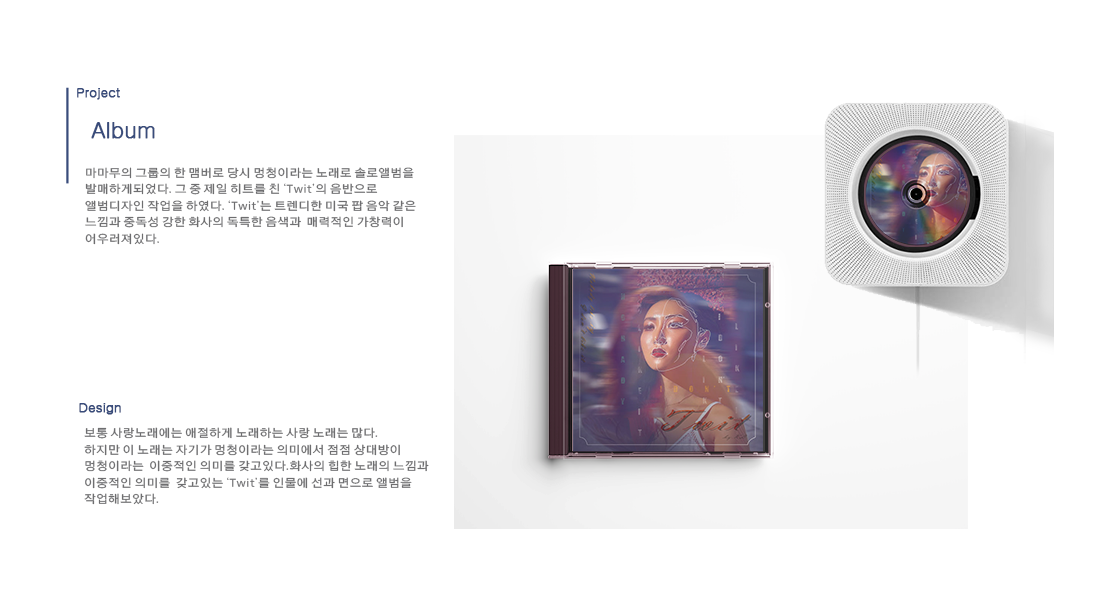 Project
Album
마마무의 그룹의 한 맴버로 당시 멍청이라는 노래로 솔로앨범을
발매하게되었다. 그 중 제일 히트를 친 'Twit'의 음반으로
앨범디자인 작업을 하였다. 'Twit'는 트렌디한 미국 팝 음악 같은
느낌과 중독성 강한 화사의 독특한 음색과 매력적인 가창력이
어우러져있다.
Design
보통 사랑노래에는 애절하게 노래하는 사랑 노래는 많다.
하지만 이 노래는 자기가 멍청이라는 의미에서 점점 상대방이
멍청이라는 이중적인 의미를 갖고있다.화사의 힙한 노래의 느낌과
이중적인 의미를 갖고있는 'Twit'를 인물에 선과 면으로 앨범을
작업해보았다.
Twit